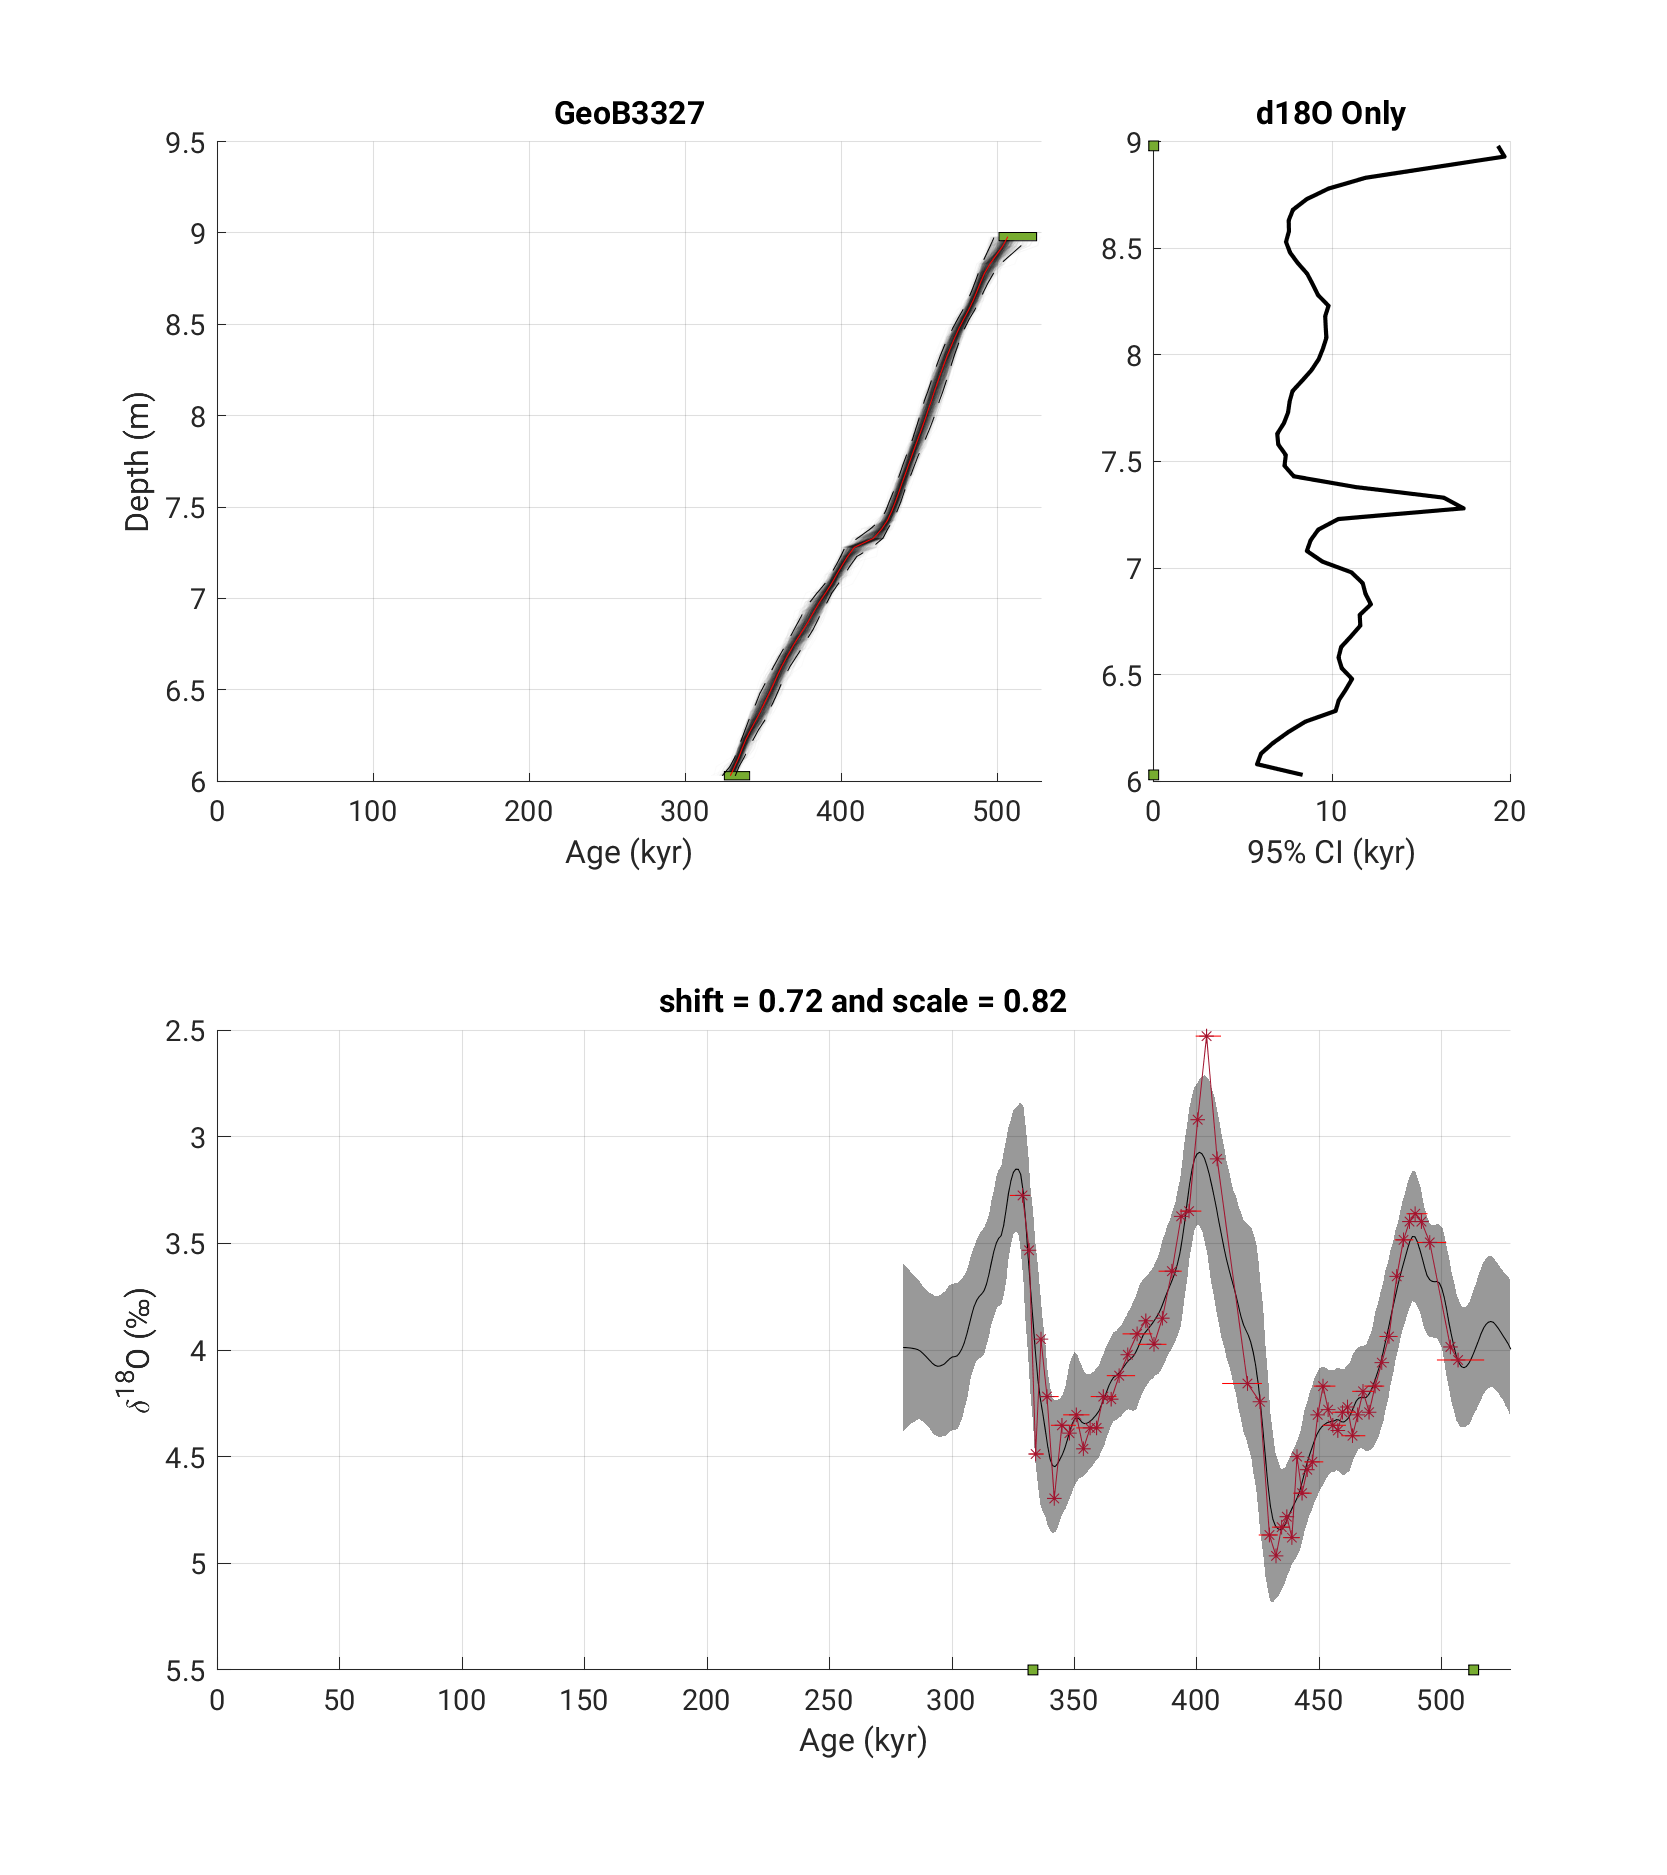 GeoB3327
9.5
9
8.5
8
7.5
7
6.5
6
Depth (m)
0 100 200 300 400 500
Age (kyr)
d18O Only
9
8.5
8
7.5
7
6.5
6
0 10 20
95% CI (kyr)
shift = 0.72 and scale = 0.82
2.5
3
3.5
4
4.5
5
5.5
δ18O (‰)
0 50 100 150 200 250 300 350 400 450 500
Age (kyr)